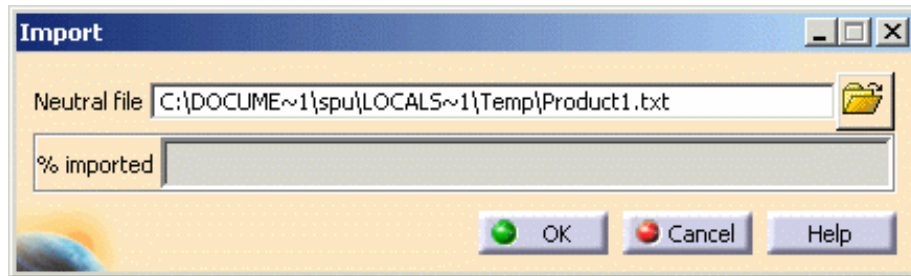 Import
Neutral file C:\DOCUME~1\spu\LOCALS~1\Temp\Product1.txt
% imported
OK Cancel Help